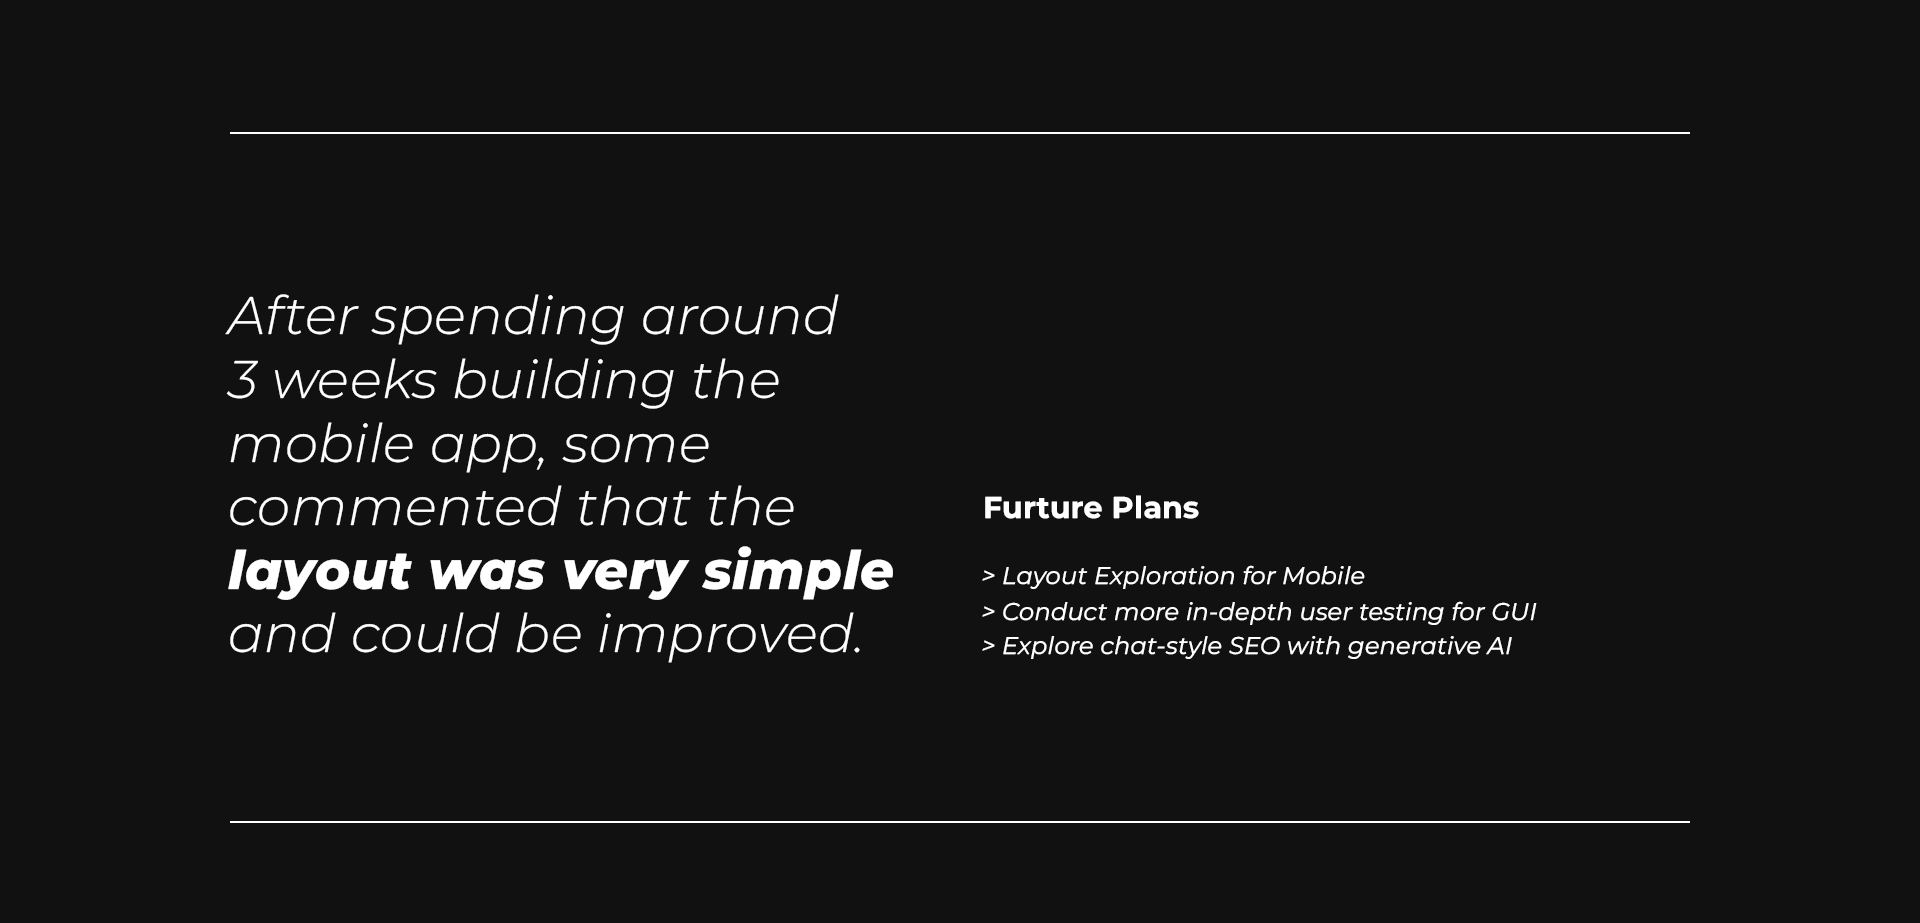 After spending around
3 weeks building the
mobile app, some
commented that the
layout was very simple
and could be improved.
Furture Plans
> Layout Exploration for Mobile
> Conduct more in-depth user testing for GUI
> Explore chat-style SEO with generative AI